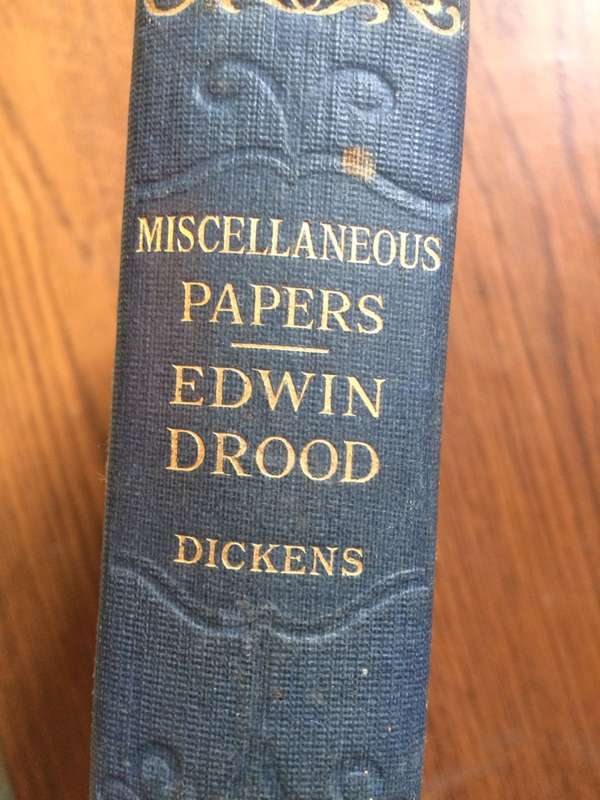 MISCELLANEOUS
PAPERS
EDWIN
DROOD
DICKENS